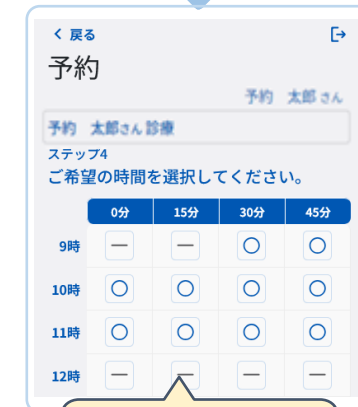 く 戻る
予約
予約 太郎さん
予約 太郎さん診療
ステップ4
ご希望の時間を選択してください。
0分 15分 30分 45分
9時 － － ○ ○
10時 ○ ○ ○ ○
11時 ○ ○ ○ ○
12時 － － － －